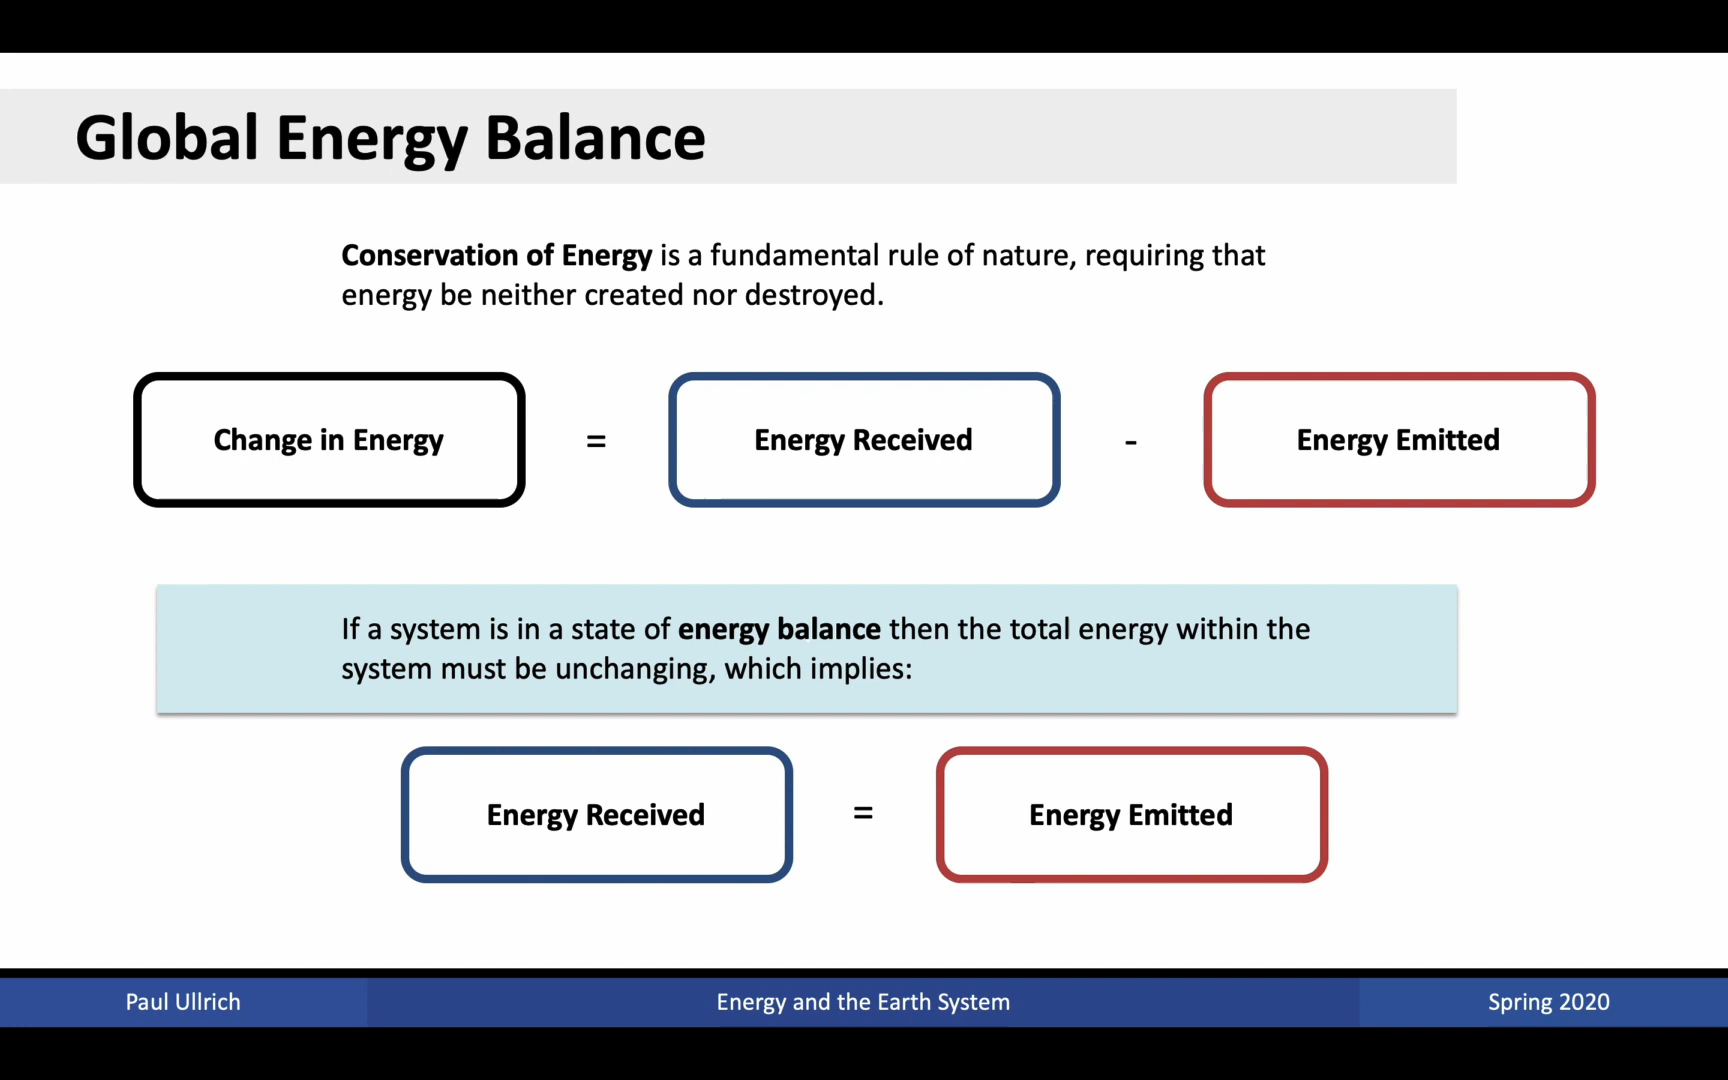 Global Energy Balance
Conservation of Energy is a fundamental rule of nature, requiring that
energy be neither created nor destroyed.
Change in Energy = Energy Received - Energy Emitted
If a system is in a state of energy balance then the total energy within the
system must be unchanging, which implies:
Energy Received = Energy Emitted
Paul Ullrich Energy and the Earth System Spring 2020